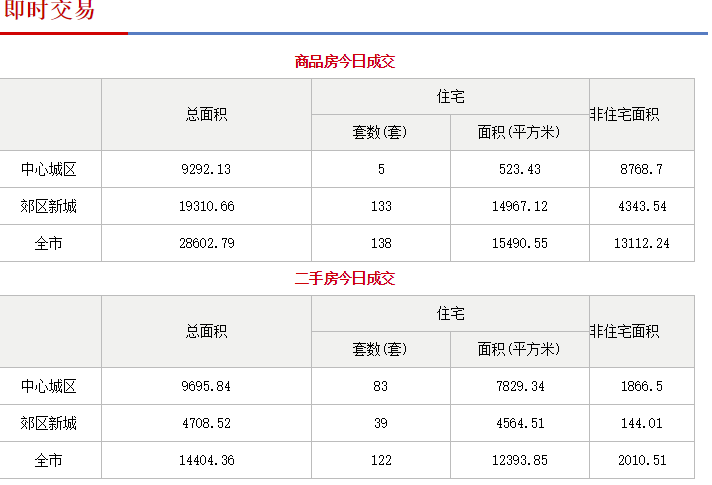 即时交易
商品房今日成交
总面积 住宅 非住宅面积
套数(套) 面积(平方米)
中心城区 9292.13 5 523.43 8768.7
郊区新城 19310.66 133 14967.12 4343.54
全市 28602.79 138 15490.55 13112.24
二手房今日成交
总面积 住宅 非住宅面积
套数(套) 面积(平方米)
中心城区 9695.84 83 7829.34 1866.5
郊区新城 4708.52 39 4564.51 144.01
全市 14404.36 122 12393.85 2010.51